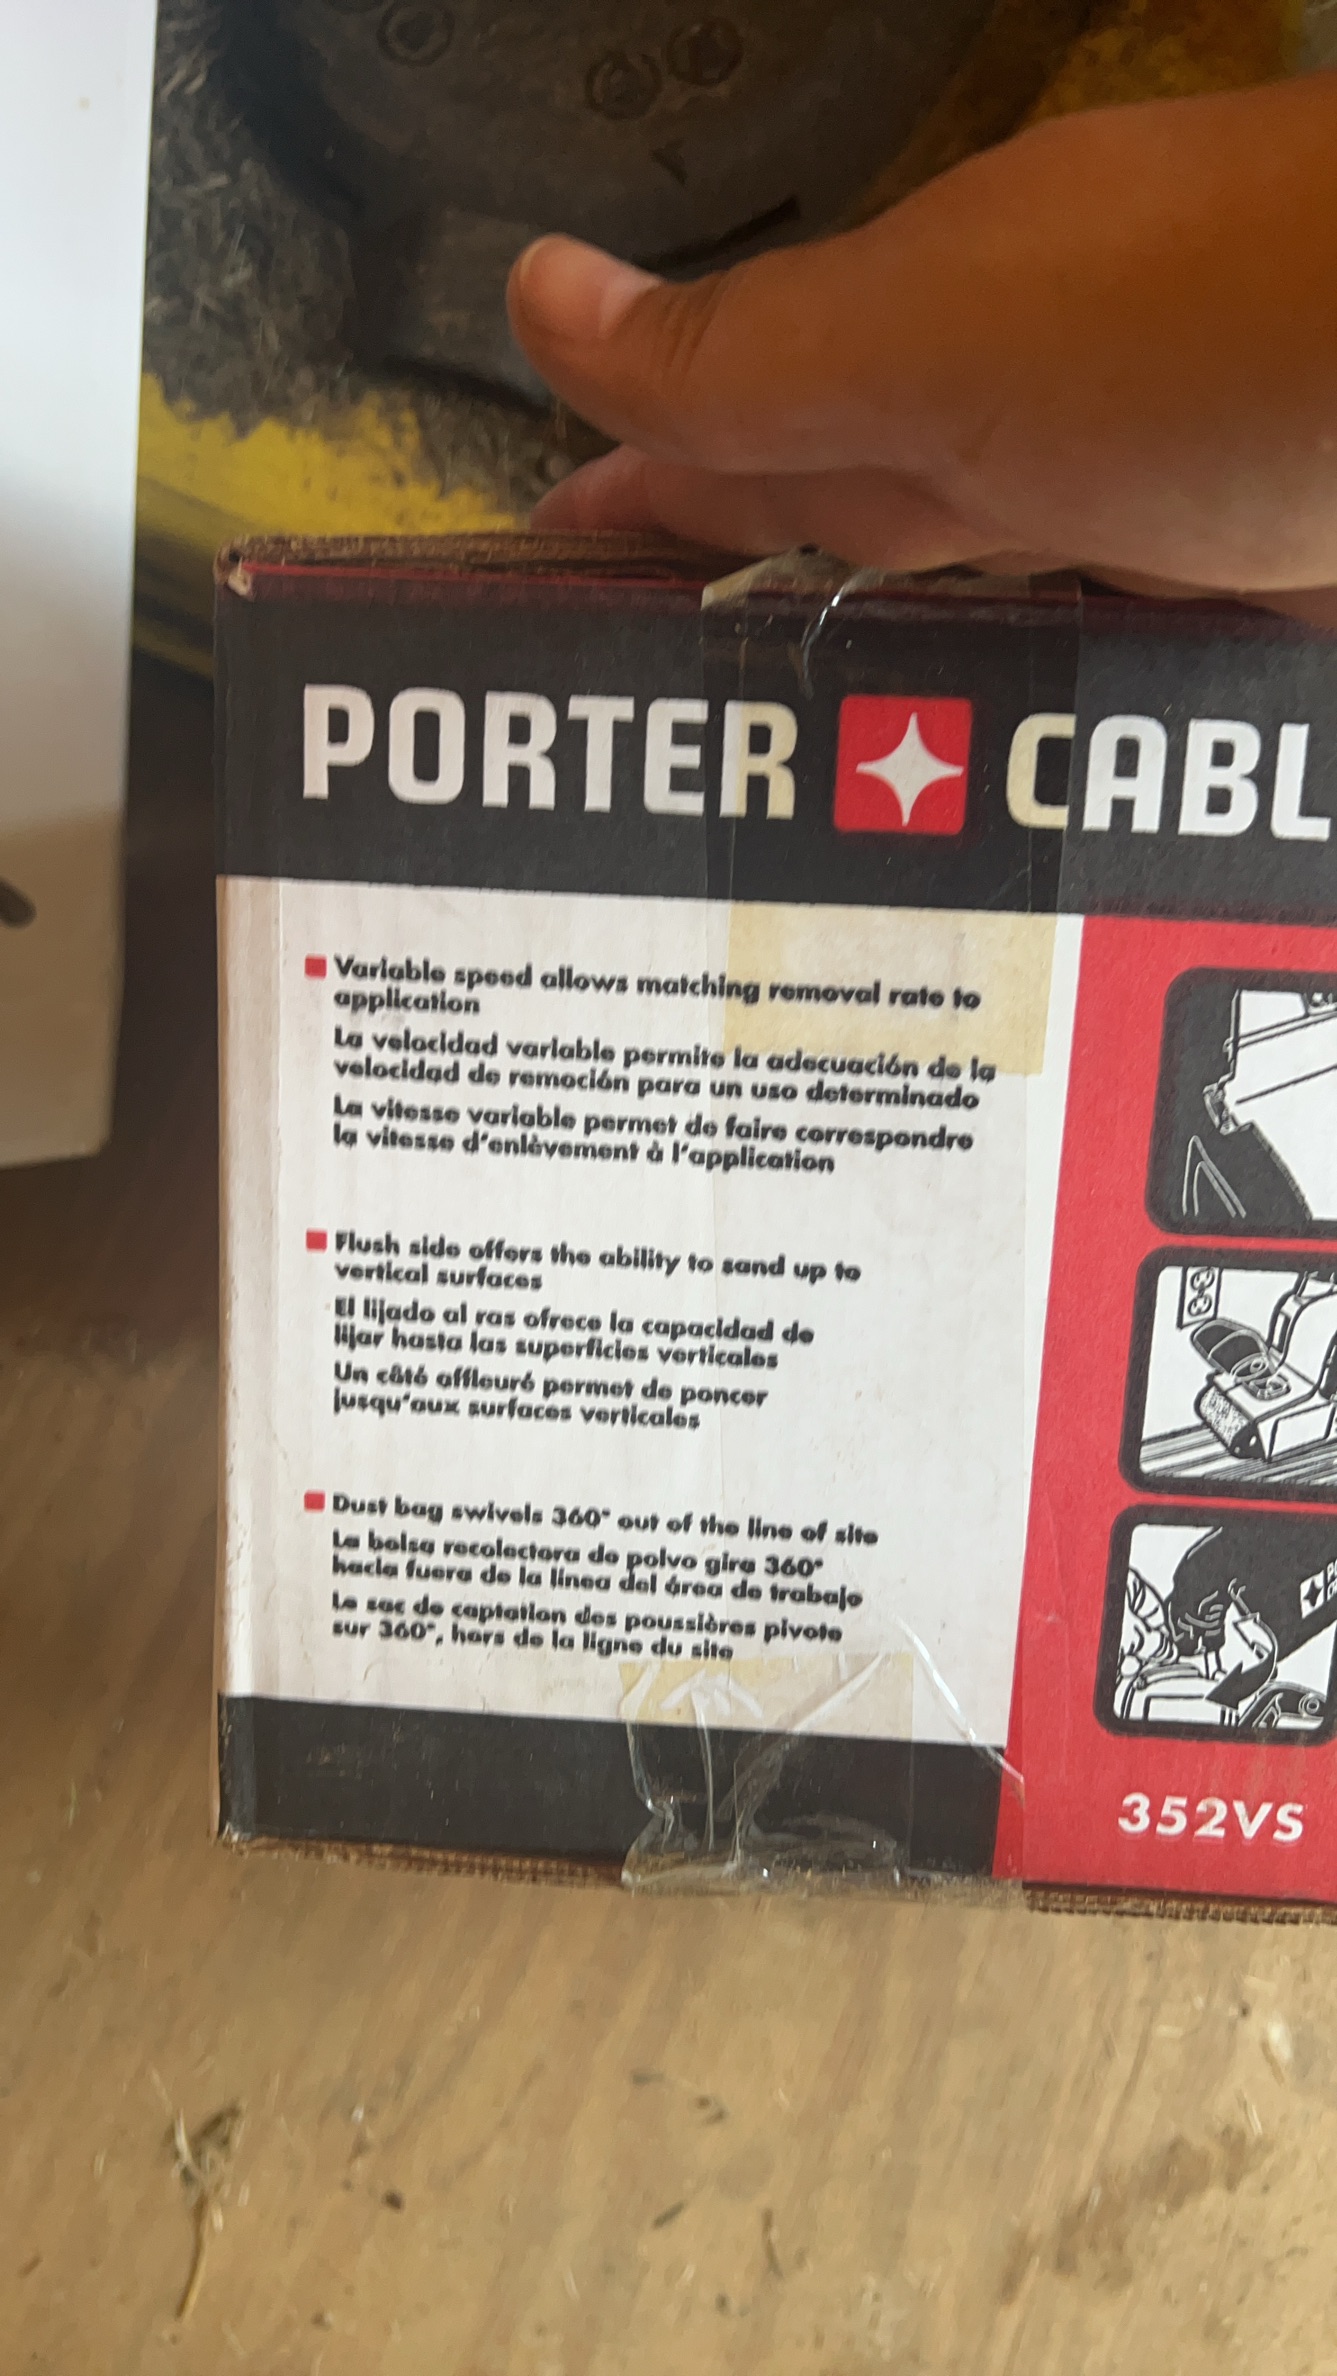 PORTER CABL
Variable speed allows matching removal rate to
application
La velocidad variable permite la adecuación de la
velocidad de remoción para un uso determinado
La vitesse variable permet de faire correspondre
la vitesse d'enlèvement à l'application
Flush side offers the ability to sand up to
vertical surfaces
El lijado al ras ofrece la capacidad de
lijar hasta las superficies verticales
Un côté affleuré permet de poncer
jusqu'aux surfaces verticales
Dust bag swivels 360° out of the line of site
La bolsa recolectora de polvo gira 360°
hacia fuera de la línea del área de trabajo
Le sac de captation des poussières pivote
sur 360°, hors de la ligne du site
352VS